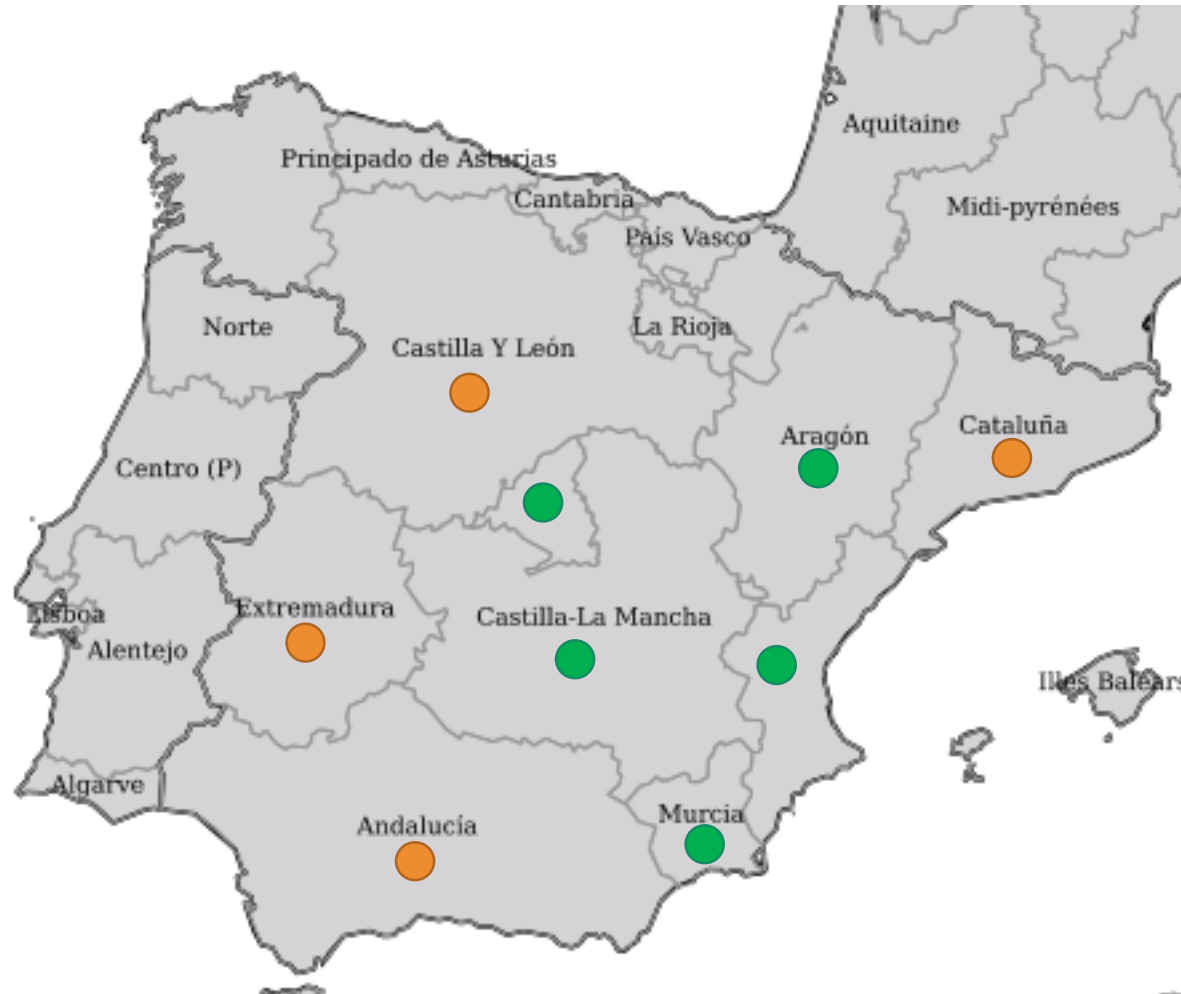 Aquitaine
Principado de Asturias
Cantabria
Midi-pyrénées
País Vasco
Norte
La Rioja
Castilla Y León
Cataluña
Aragón
Centro (P)
Extremadura
Lisboa
Castilla-La Mancha
Alentejo
Illes Balears
Algarve
Murcia
Andalucía